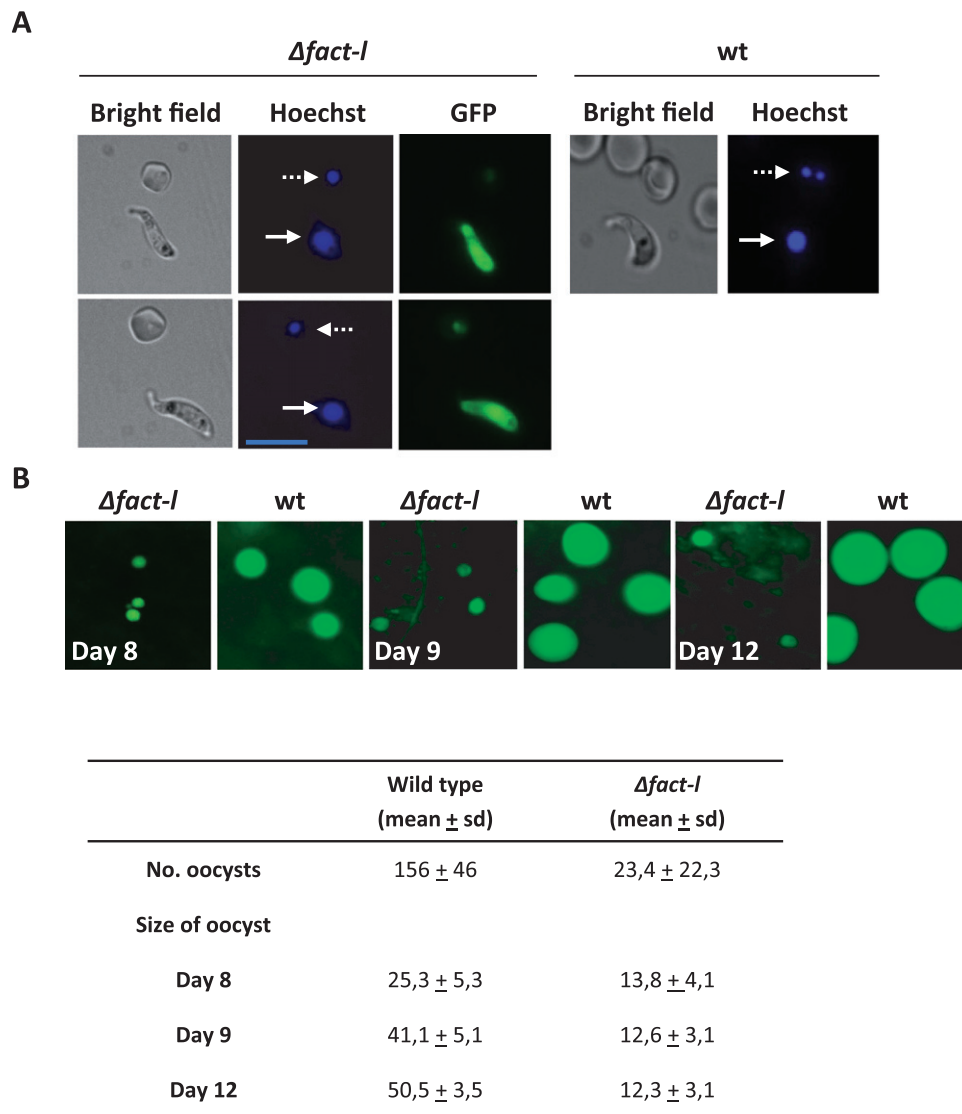 A
Δfact-l wt
Bright field Hoechst GFP Bright field Hoechst
B
Δfact-l wt Δfact-l wt Δfact-l wt
Day 8 Day 9 Day 12
Wild type Δfact-l
(mean ± sd) (mean ± sd)
No. oocysts 156 ± 46 23,4 ± 22,3
Size of oocyst
Day 8 25,3 ± 5,3 13,8 ± 4,1
Day 9 41,1 ± 5,1 12,6 ± 3,1
Day 12 50,5 ± 3,5 12,3 ± 3,1